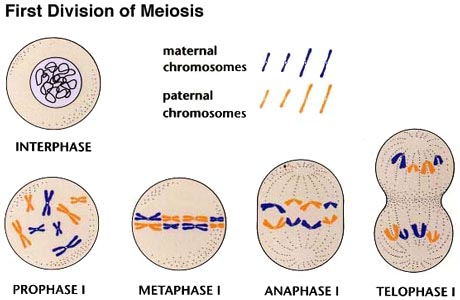 First Division of Meiosis
maternal
chromosomes
paternal
chromosomes
INTERPHASE
PROPHASE I
METAPHASE I
ANAPHASE I
TELOPHASE I